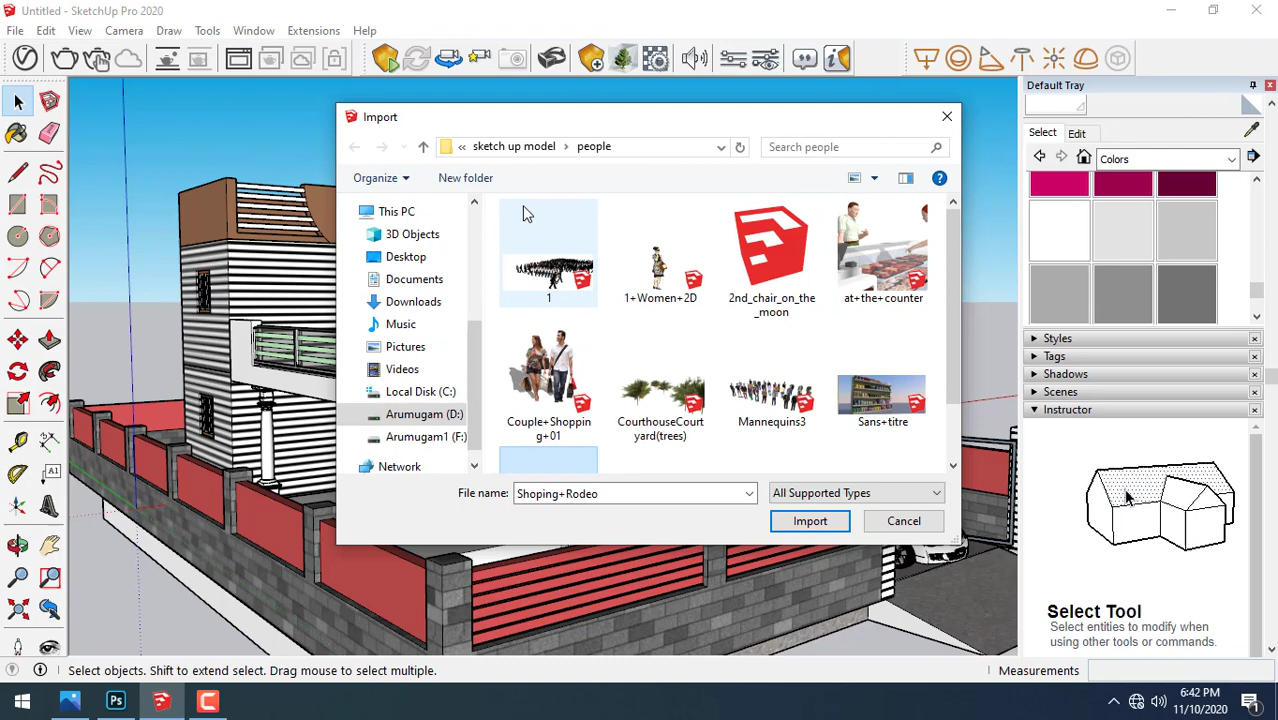 Untitled - SketchUp Pro 2020
File Edit View Camera Draw Tools Window Extensions Help
Import
« sketch up model › people
Search people
Organize New folder
This PC
3D Objects
Desktop
Documents
Downloads
Music
Pictures
Videos
Local Disk (C:)
Arumugam (D:)
Arumugam1 (F:)
Network
1
1+Women+2D
2nd_chair_on_the
_moon
at+the+counter
Couple+Shoppin
g+01
CourthouseCourt
yard(trees)
Mannequins3
Sans+titre
File name: Shoping+Rodeo All Supported Types
Import Cancel
Default Tray
Select Edit
Colors
Styles
Tags
Shadows
Scenes
Instructor
Select Tool
Select entities to modify when
using other tools or commands.
Select objects. Shift to extend select. Drag mouse to select multiple.
Measurements
Ps
6:42 PM
11/10/2020
1
A1